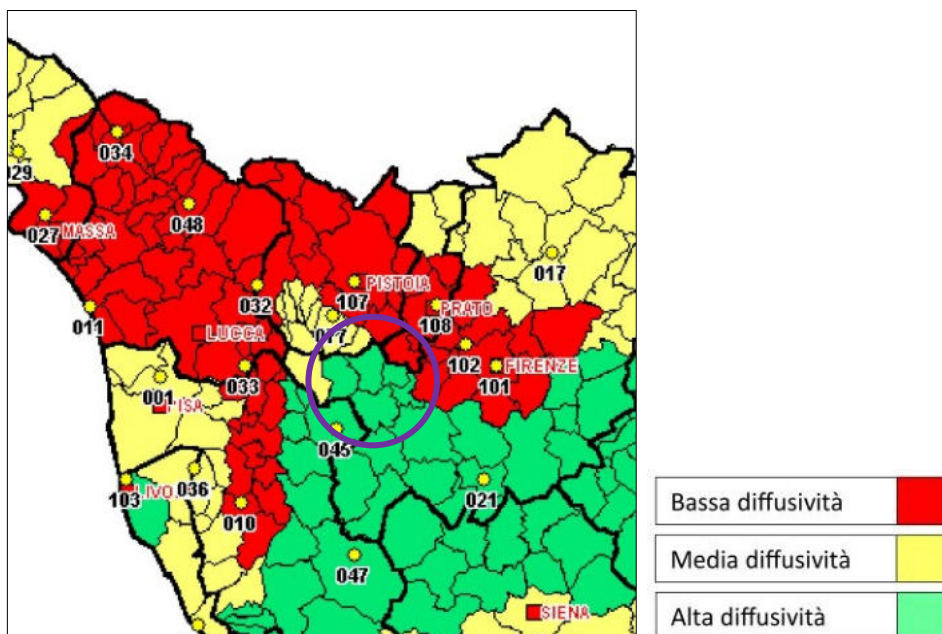 034
029
048
027 MASSA
017
PISTOIA
032
107
PRATO
011
108
LUCCA
102
033
FIRENZE
101
001
PISA
045
036
103
LIVO
021
010
047
SIENA
Bassa diffusività
Media diffusività
Alta diffusività